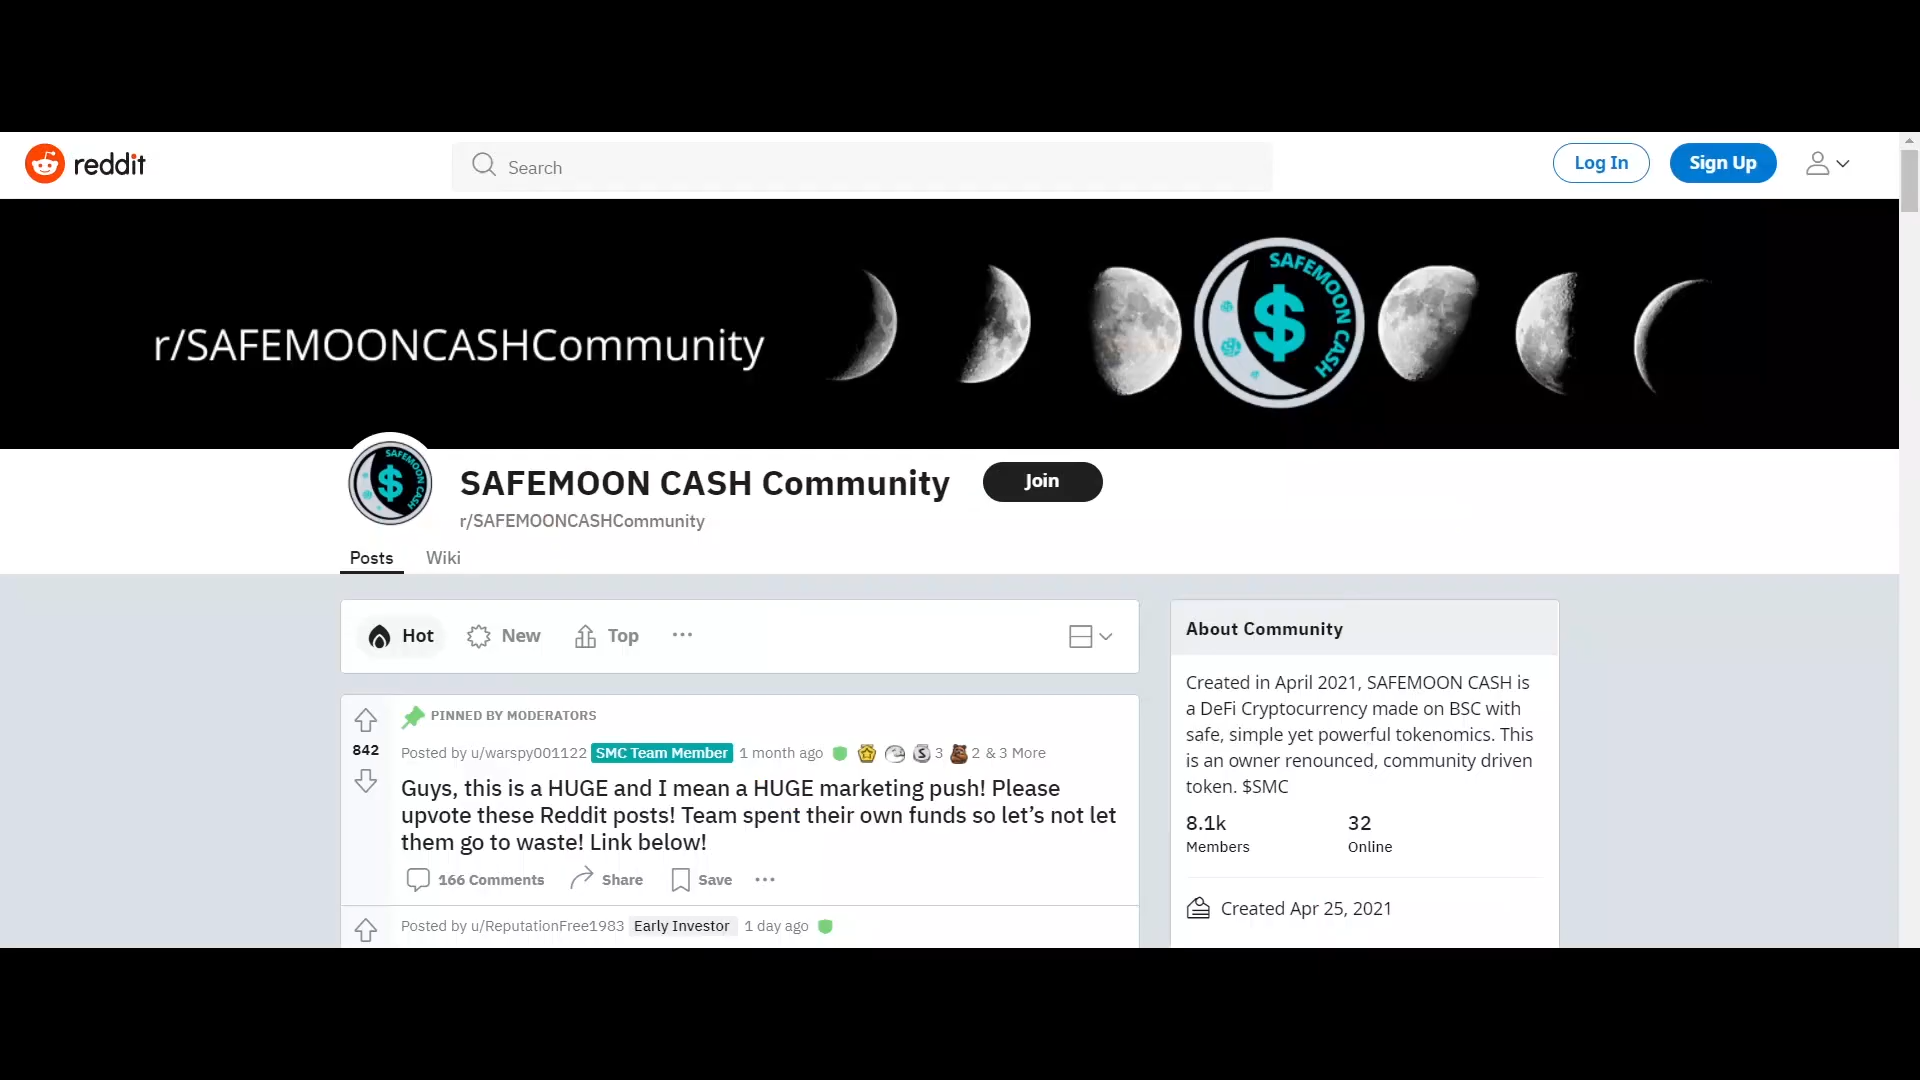 reddit
Search
Log In
Sign Up
r/SAFEMOONCASHCommunity
SAFEMOON CASH
SAFEMOON CASH
SAFEMOON CASH Community
Join
r/SAFEMOONCASHCommunity
Posts
Wiki
Hot
New
Top
PINNED BY MODERATORS
842
Posted by u/warspy001122 SMC Team Member 1 month ago 3 2 & 3 More
Guys, this is a HUGE and I mean a HUGE marketing push! Please
upvote these Reddit posts! Team spent their own funds so let’s not let
them go to waste! Link below!
166 Comments
Share
Save
Posted by u/ReputationFree1983 Early Investor 1 day ago
About Community
Created in April 2021, SAFEMOON CASH is
a DeFi Cryptocurrency made on BSC with
safe, simple yet powerful tokenomics. This
is an owner renounced, community driven
token. $SMC
8.1k
Members
32
Online
Created Apr 25, 2021